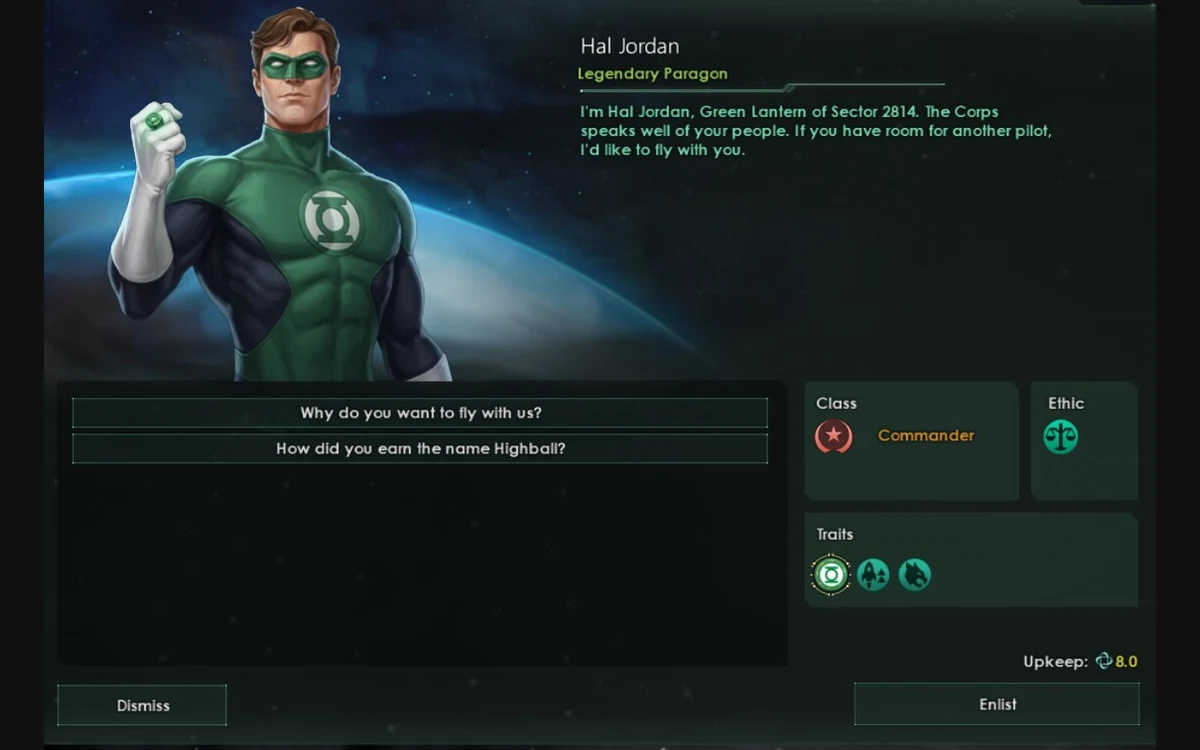 Hal Jordan
Legendary Paragon
I'm Hal Jordan, Green Lantern of Sector 2814. The Corps
speaks well of your people. If you have room for another pilot,
I'd like to fly with you.
Why do you want to fly with us?
How did you earn the name Highball?
Class
Commander
Ethic
Traits
Upkeep: 8.0
Dismiss
Enlist